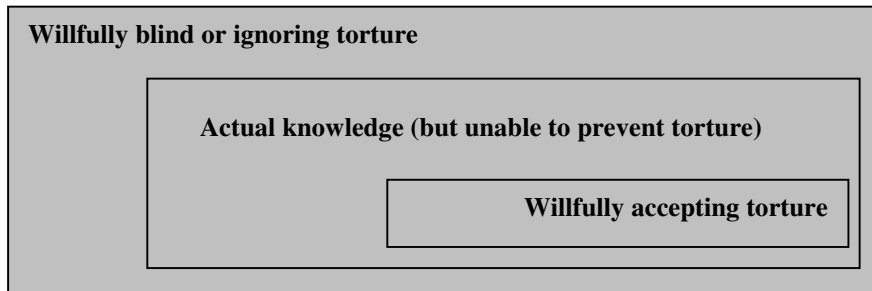 Willfully blind or ignoring torture
Actual knowledge (but unable to prevent torture)
Willfully accepting torture